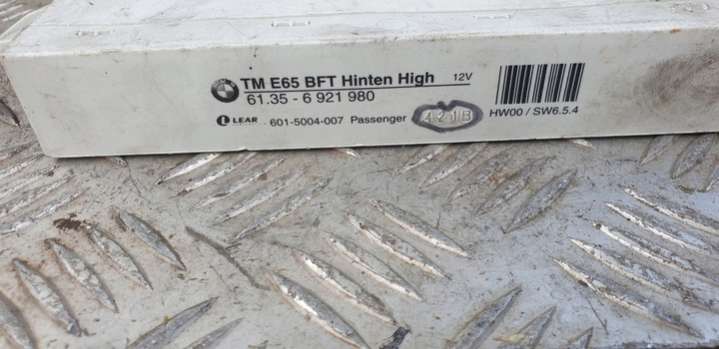 TM E65 BFT Hinten High 12V
61.35 - 6 921 980
LEAR 601-5004-007 Passenger 421B HW00 / SW6.5.4